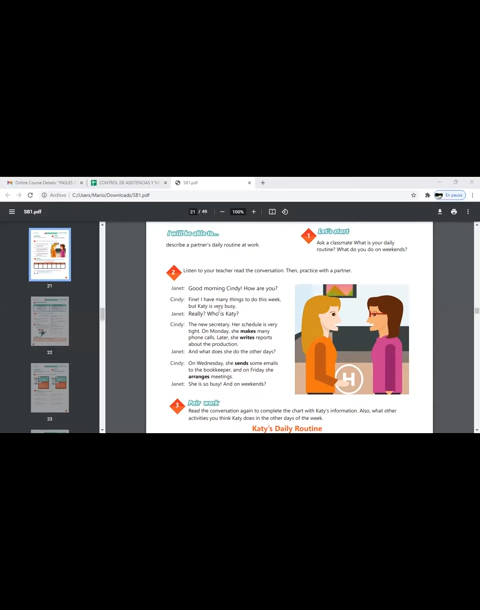 Online Course Details: "INGLES I
CONTROL DE ASISTENCIAS Y
SB1.pdf
Archivo
C:/Users/Mario/Downloads/SB1.pdf
En pausa
SB1.pdf
21 / 49
100%
21
22
23
I will be able to...
describe a partner's daily routine at work.
1
Let's start
Ask a classmate What is your daily
routine? What do you do on weekends?
2
Listen to your teacher read the conversation. Then, practice with a partner.
Janet: Good morning Cindy! How are you?
Cindy: Fine! I have many things to do this week,
but Katy is very busy.
Janet: Really? Who's Katy?
Cindy: The new secretary. Her schedule is very
tight. On Monday, she makes many
phone calls. Later, she writes reports
about the production.
Janet: And what does she do the other days?
Cindy: On Wednesday, she sends some emails
to the bookkeeper, and on Friday she
arranges meetings.
Janet: She is so busy! And on weekends?
H
3
Pair work
Read the conversation again to complete the chart with Katy's information. Also, what other
activities you think Katy does in the other days of the week.
Katy's Daily Routine